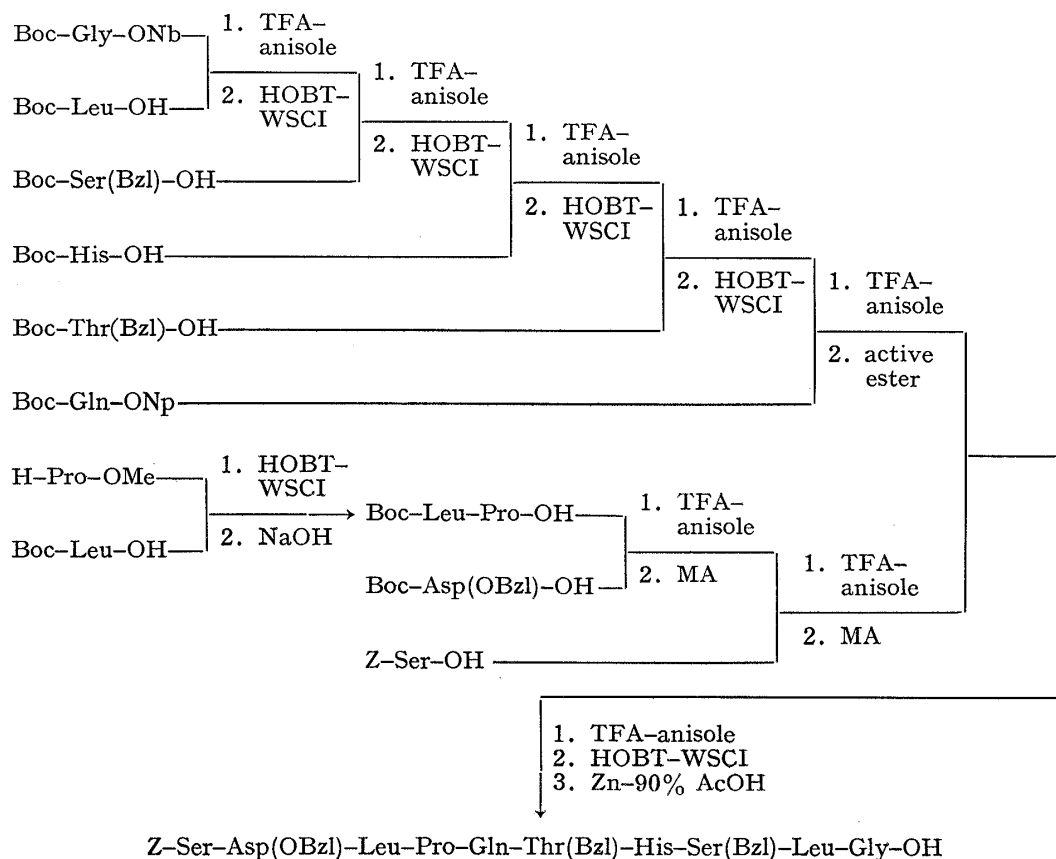 Boc–Gly–ONb
1. TFA–
anisole
Boc–Leu–OH
2. HOBT–
WSCI
1. TFA–
anisole
Boc–Ser(Bzl)–OH
2. HOBT–
WSCI
1. TFA–
anisole
Boc–His–OH
2. HOBT–
WSCI
1. TFA–
anisole
Boc–Thr(Bzl)–OH
2. HOBT–
WSCI
1. TFA–
anisole
Boc–Gln–ONp
2. active
ester
H–Pro–OMe
1. HOBT–
WSCI
Boc–Leu–OH
2. NaOH
Boc–Leu–Pro–OH
1. TFA–
anisole
Boc–Asp(OBzl)–OH
2. MA
1. TFA–
anisole
Z–Ser–OH
2. MA
1. TFA–anisole
2. HOBT–WSCI
3. Zn–90% AcOH
Z–Ser–Asp(OBzl)–Leu–Pro–Gln–Thr(Bzl)–His–Ser(Bzl)–Leu–Gly–OH